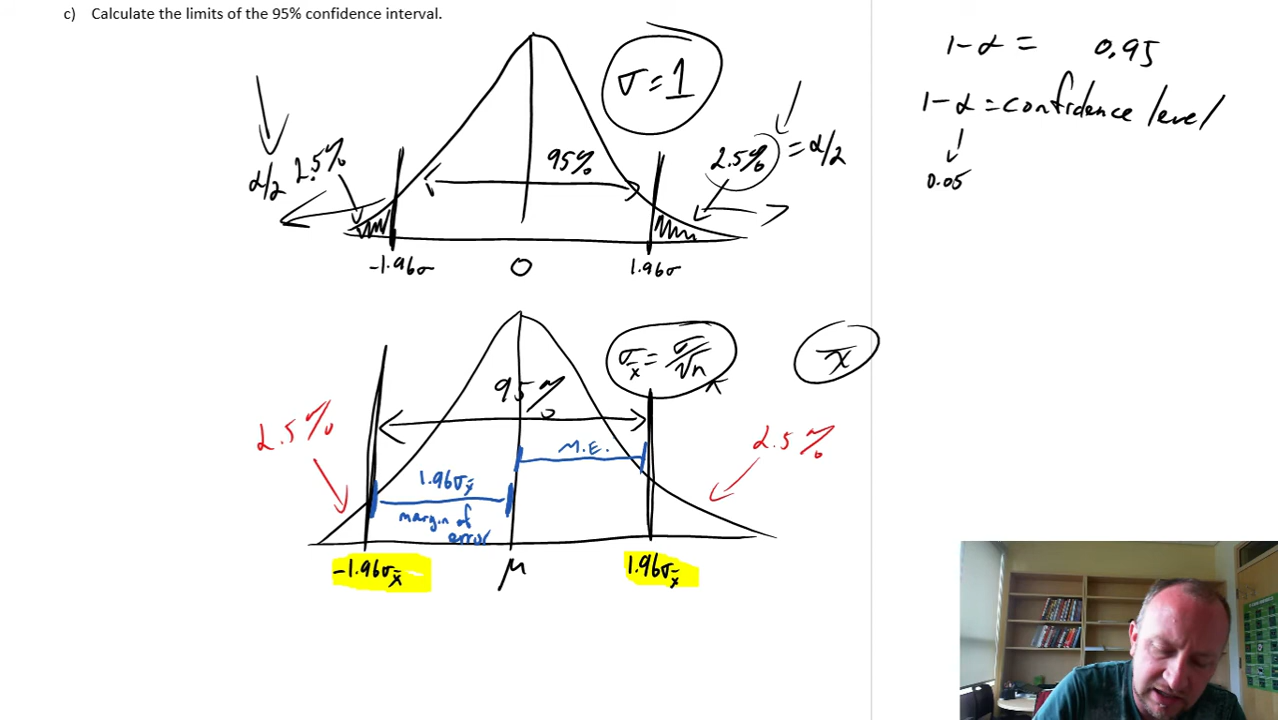 c) Calculate the limits of the 95% confidence interval.
σ = 1
1-α = 0.95
1-α = confidence level
0.05
α/2 2.5%
95%
2.5% = α/2
-1.96σ 0 1.96σ
σx̄ = σ/√n
x̄
95%
2.5%
2.5%
M.E.
1.96σx̄
margin of
error
-1.96σx̄ μ 1.96σx̄